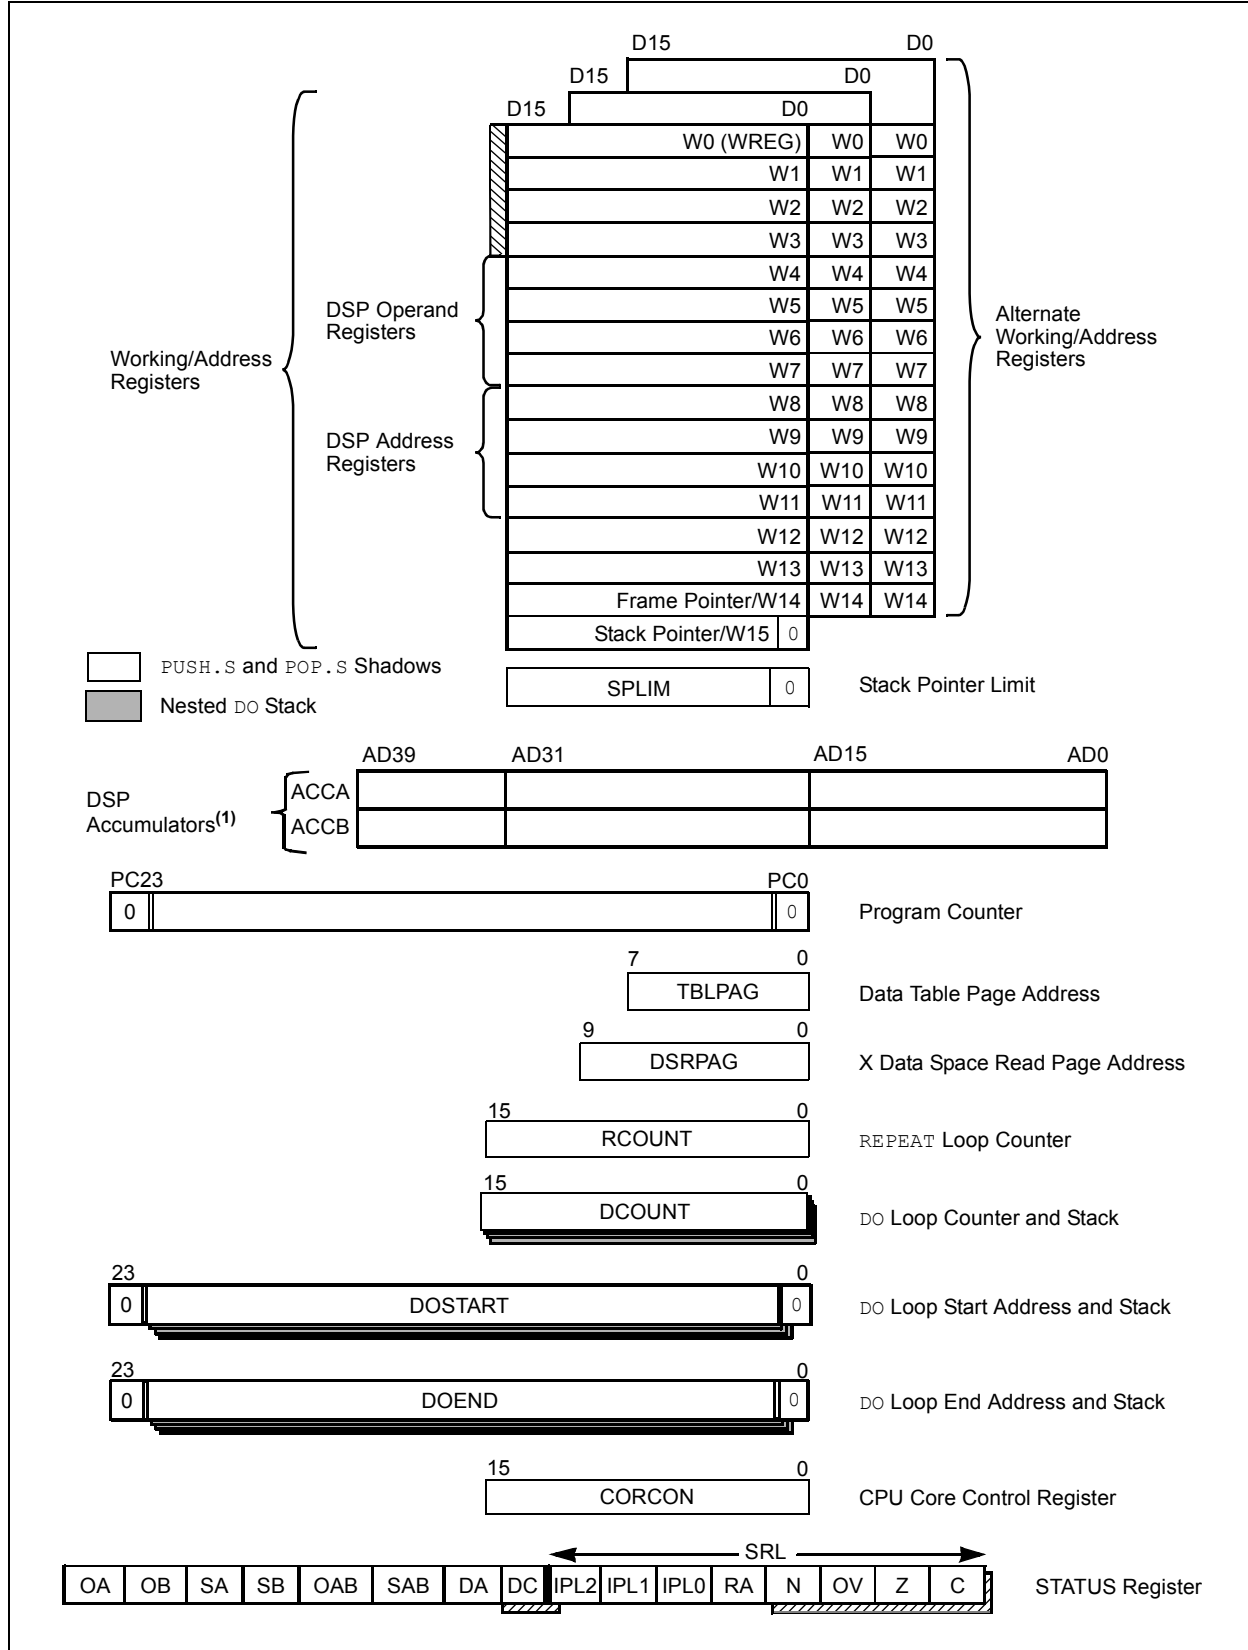 D15 D0
D15 D0
D15 D0
W0 (WREG) W0 W0
W1 W1 W1
W2 W2 W2
W3 W3 W3
W4 W4 W4
W5 W5 W5
W6 W6 W6
W7 W7 W7
W8 W8 W8
W9 W9 W9
W10 W10 W10
W11 W11 W11
W12 W12 W12
W13 W13 W13
Frame Pointer/W14 W14 W14
Stack Pointer/W15 0
Working/Address
Registers
DSP Operand
Registers
DSP Address
Registers
Alternate
Working/Address
Registers
PUSH.S and POP.S Shadows
Nested DO Stack
SPLIM 0 Stack Pointer Limit
AD39 AD31 AD15 AD0
DSP
Accumulators(1)
ACCA
ACCB
PC23 PC0
0 0 Program Counter
7 0
TBLPAG Data Table Page Address
9 0
DSRPAG X Data Space Read Page Address
15 0
RCOUNT REPEAT Loop Counter
15 0
DCOUNT DO Loop Counter and Stack
23 0
0 DOSTART 0 DO Loop Start Address and Stack
23 0
0 DOEND 0 DO Loop End Address and Stack
15 0
CORCON CPU Core Control Register
SRL
OA OB SA SB OAB SAB DA DC IPL2 IPL1 IPL0 RA N OV Z C STATUS Register